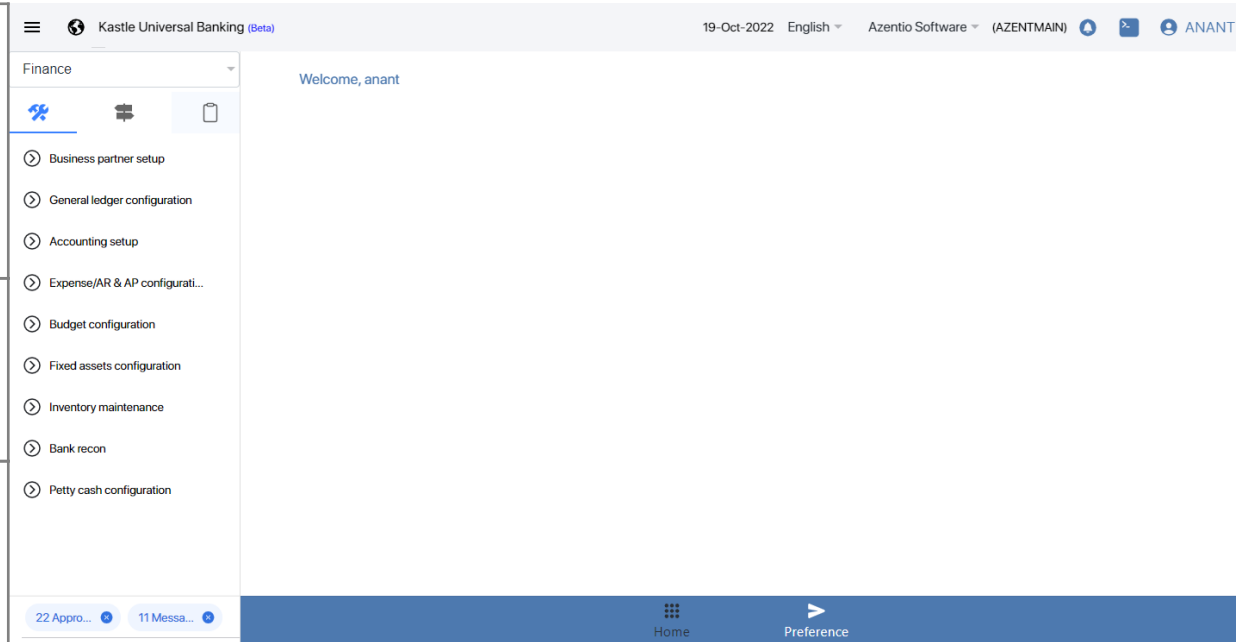 Kastle Universal Banking (Beta) 19-Oct-2022 English Azentio Software (AZENTMAIN) >_ ANANT
Finance
Welcome, anant
Business partner setup
General ledger configuration
Accounting setup
Expense/AR & AP configurati...
Budget configuration
Fixed assets configuration
Inventory maintenance
Bank recon
Petty cash configuration
22 Appro... 11 Messa...
Home Preference